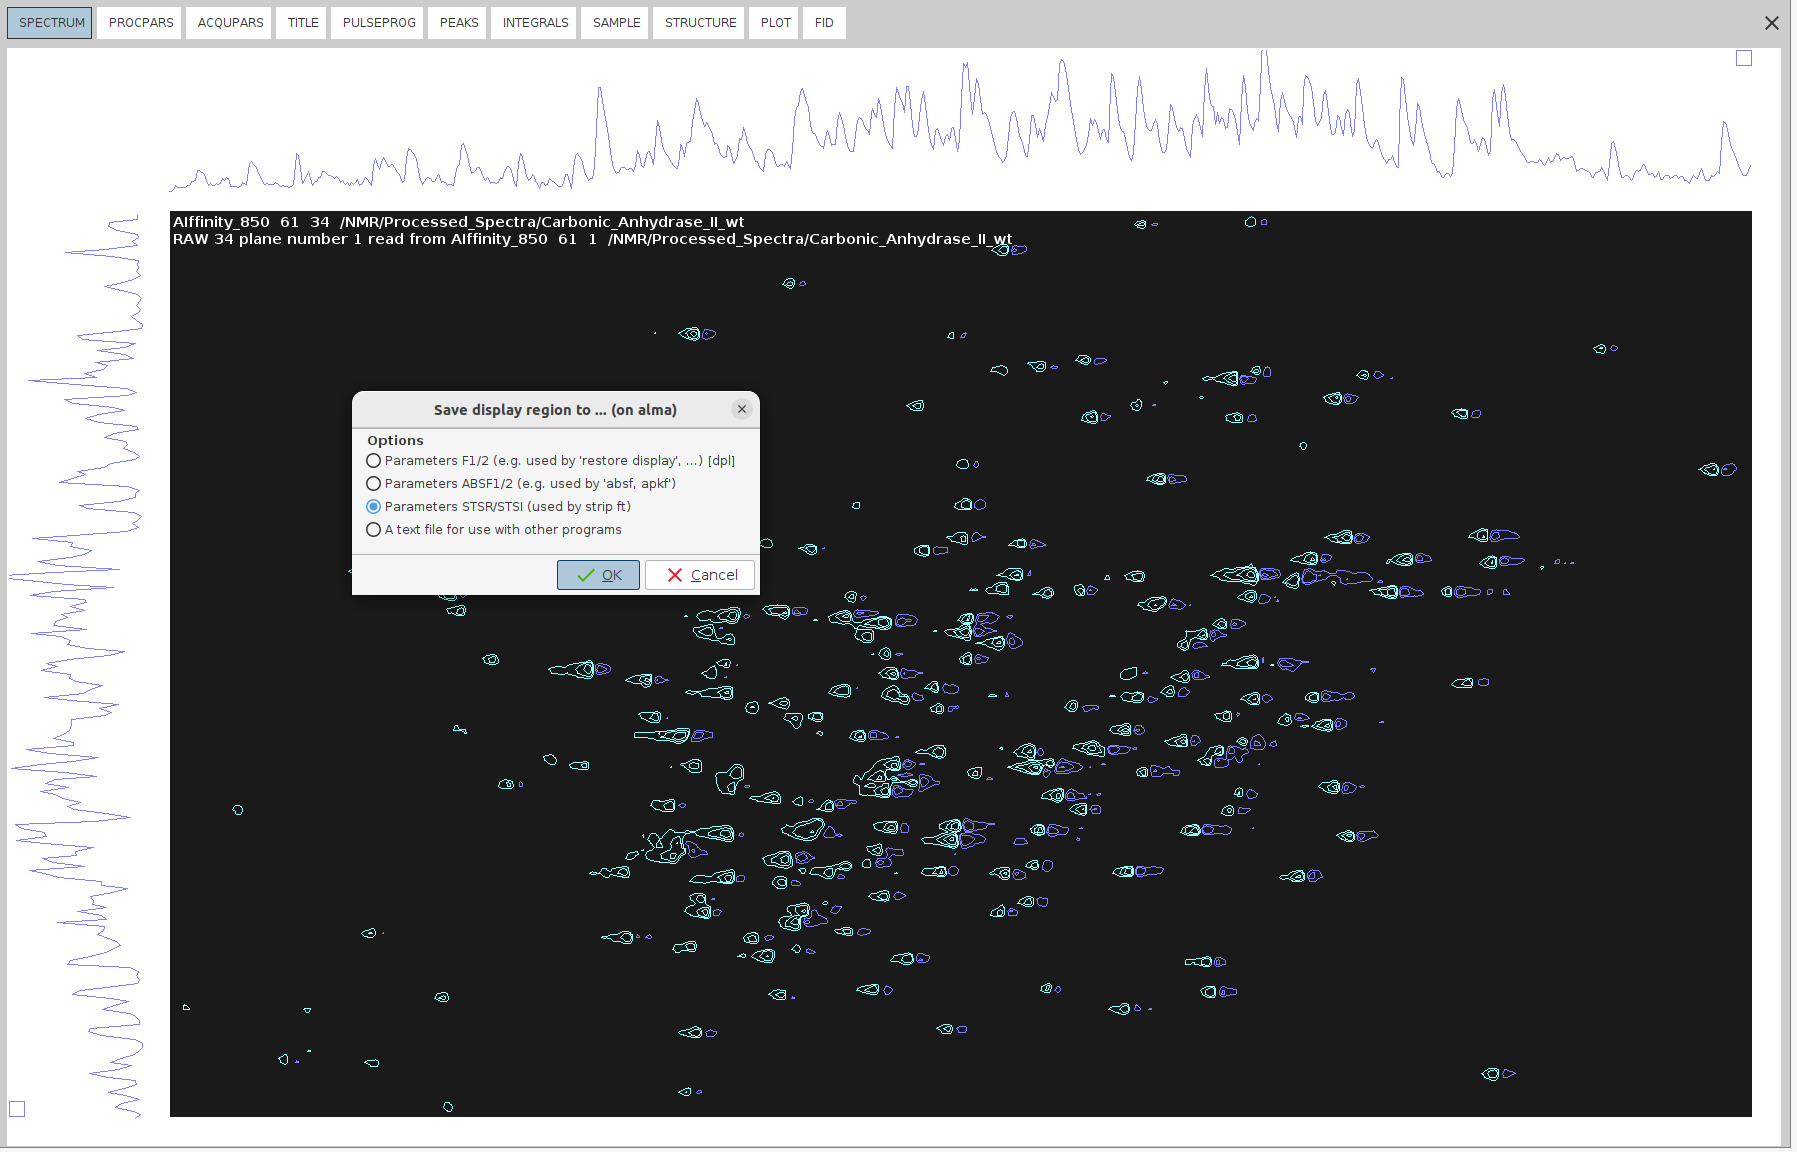 SPECTRUM PROCPARS ACQUPARS TITLE PULSEPROG PEAKS INTEGRALS SAMPLE STRUCTURE PLOT FID
AIffinity_850 61 34 /NMR/Processed_Spectra/Carbonic_Anhydrase_II_wt
RAW 34 plane number 1 read from AIffinity_850 61 1 /NMR/Processed_Spectra/Carbonic_Anhydrase_II_wt
Save display region to ... (on alma)
Options
Parameters F1/2 (e.g. used by 'restore display', ...) [dpl]
Parameters ABSF1/2 (e.g. used by 'absf, apkf')
Parameters STSR/STSI (used by strip ft)
A text file for use with other programs
OK Cancel